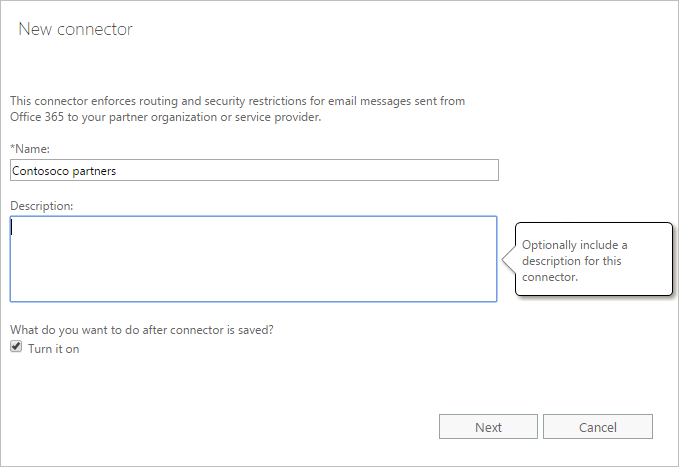 New connector
This connector enforces routing and security restrictions for email messages sent from
Office 365 to your partner organization or service provider.
*Name:
Contosoco partners
Description:
Optionally include a
description for this
connector.
What do you want to do after connector is saved?
Turn it on
Next
Cancel